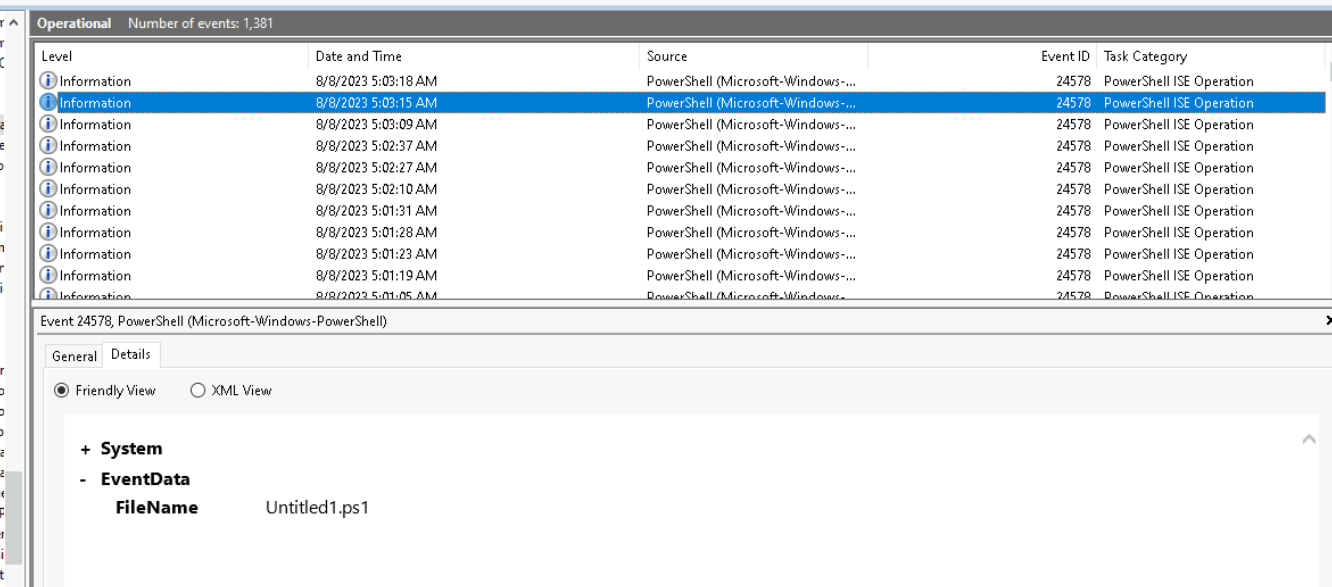 Operational Number of events: 1,381
Level Date and Time Source Event ID Task Category
Information 8/8/2023 5:03:18 AM PowerShell (Microsoft-Windows-... 24578 PowerShell ISE Operation
Information 8/8/2023 5:03:15 AM PowerShell (Microsoft-Windows-... 24578 PowerShell ISE Operation
Information 8/8/2023 5:03:09 AM PowerShell (Microsoft-Windows-... 24578 PowerShell ISE Operation
Information 8/8/2023 5:02:37 AM PowerShell (Microsoft-Windows-... 24578 PowerShell ISE Operation
Information 8/8/2023 5:02:27 AM PowerShell (Microsoft-Windows-... 24578 PowerShell ISE Operation
Information 8/8/2023 5:02:10 AM PowerShell (Microsoft-Windows-... 24578 PowerShell ISE Operation
Information 8/8/2023 5:01:31 AM PowerShell (Microsoft-Windows-... 24578 PowerShell ISE Operation
Information 8/8/2023 5:01:28 AM PowerShell (Microsoft-Windows-... 24578 PowerShell ISE Operation
Information 8/8/2023 5:01:23 AM PowerShell (Microsoft-Windows-... 24578 PowerShell ISE Operation
Information 8/8/2023 5:01:19 AM PowerShell (Microsoft-Windows-... 24578 PowerShell ISE Operation
Information 8/8/2023 5:01:05 AM PowerShell (Microsoft-Windows-... 24578 PowerShell ISE Operation
Event 24578, PowerShell (Microsoft-Windows-PowerShell)
General Details
Friendly View XML View
+ System
- EventData
FileName Untitled1.ps1